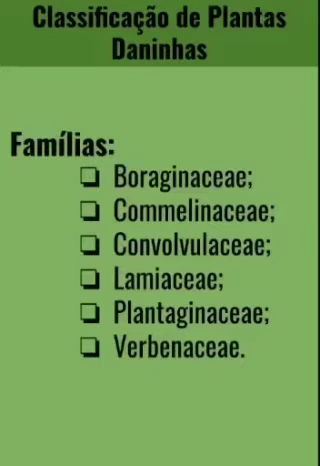 Classificação de Plantas
Daninhas
Famílias:
❑ Boraginaceae;
❑ Commelinaceae;
❑ Convolvulaceae;
❑ Lamiaceae;
❑ Plantaginaceae;
❑ Verbenaceae.